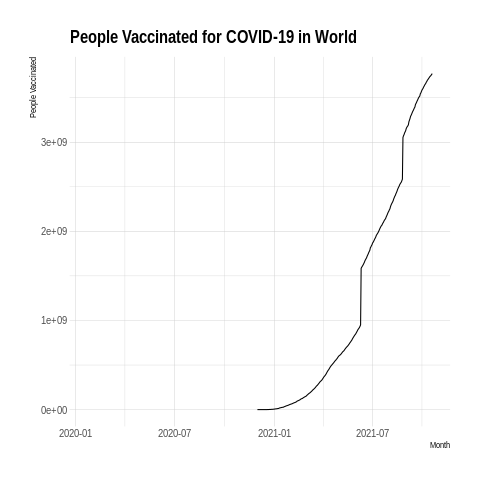 People Vaccinated for COVID-19 in World
People Vaccinated
3e+09
2e+09
1e+09
0e+00
2020-01 2020-07 2021-01 2021-07
Month